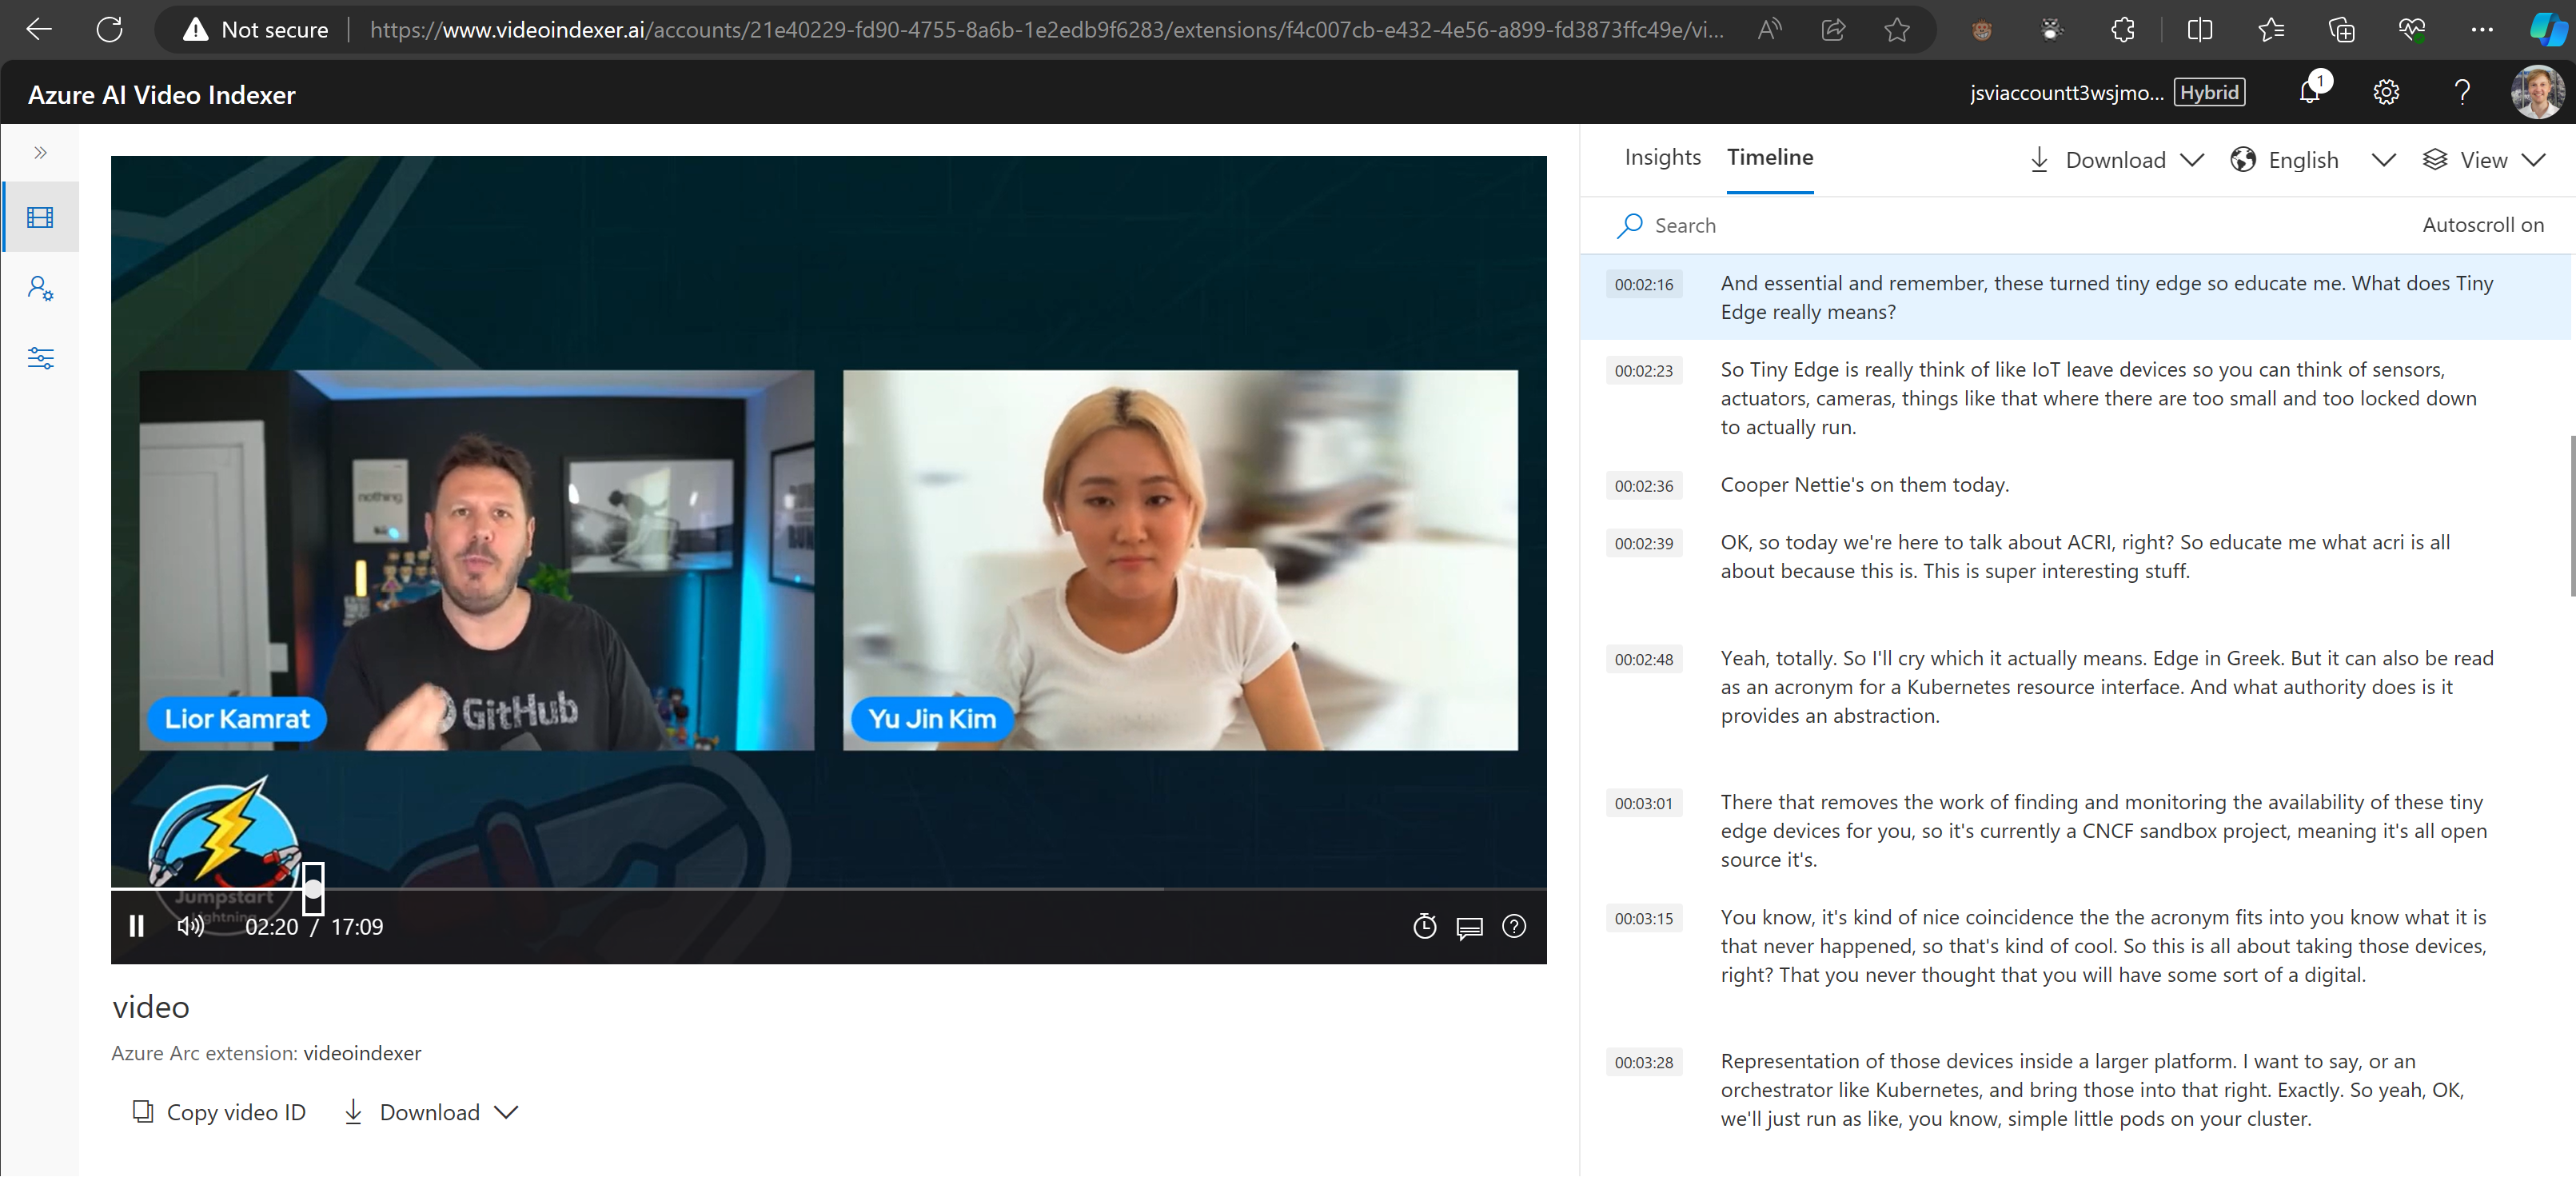 Not secure
https://www.videoindexer.ai/accounts/21e40229-fd90-4755-8a6b-1e2edb9f6283/extensions/f4c007cb-e432-4e56-a899-fd3873ffc49e/vi...
Azure AI Video Indexer
jsviaccountt3wsjmo... Hybrid
1
Insights Timeline Download English View
Search Autoscroll on
nothing
GitHub
Lior Kamrat
Yu Jin Kim
Jumpstart
Lightning
02:20 / 17:09
video
Azure Arc extension: videoindexer
Copy video ID Download
00:02:16 And essential and remember, these turned tiny edge so educate me. What does Tiny
Edge really means?
00:02:23 So Tiny Edge is really think of like IoT leave devices so you can think of sensors,
actuators, cameras, things like that where there are too small and too locked down
to actually run.
00:02:36 Cooper Nettie's on them today.
00:02:39 OK, so today we're here to talk about ACRI, right? So educate me what acri is all
about because this is. This is super interesting stuff.
00:02:48 Yeah, totally. So I'll cry which it actually means. Edge in Greek. But it can also be read
as an acronym for a Kubernetes resource interface. And what authority does is it
provides an abstraction.
00:03:01 There that removes the work of finding and monitoring the availability of these tiny
edge devices for you, so it's currently a CNCF sandbox project, meaning it's all open
source it's.
00:03:15 You know, it's kind of nice coincidence the the acronym fits into you know what it is
that never happened, so that's kind of cool. So this is all about taking those devices,
right? That you never thought that you will have some sort of a digital.
00:03:28 Representation of those devices inside a larger platform. I want to say, or an
orchestrator like Kubernetes, and bring those into that right. Exactly. So yeah, OK,
we'll just run as like, you know, simple little pods on your cluster.